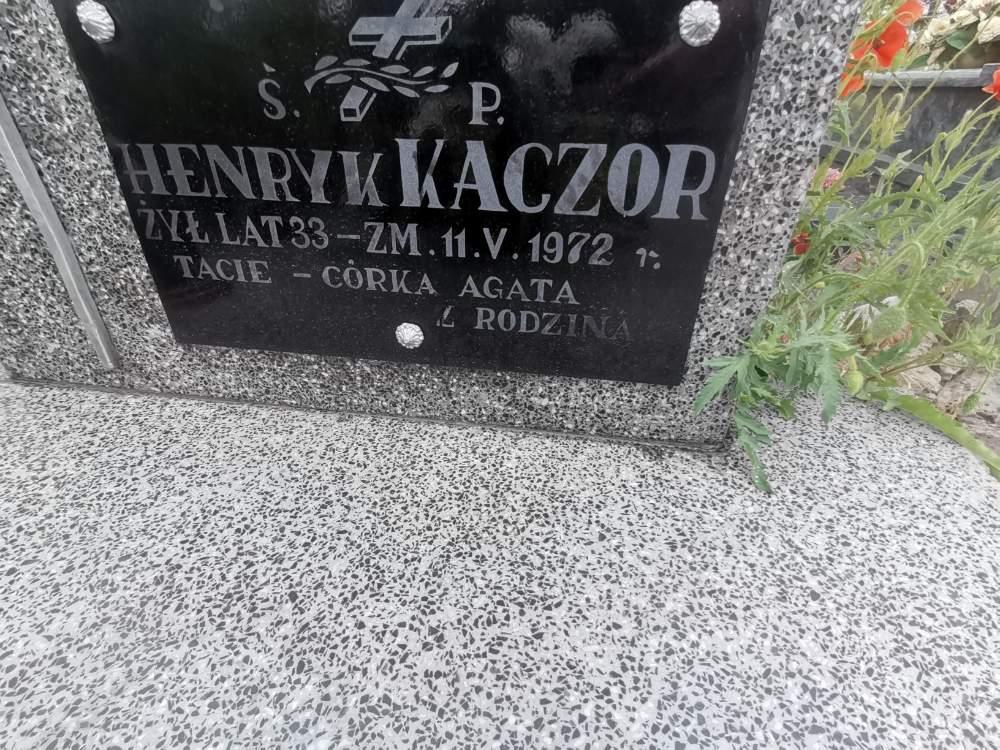 Ś. P.
HENRYK KACZOR
ŻYŁ LAT 33 - ZM. 11. V. 1972 r.
TACIE - CÓRKA AGATA
Z RODZINĄ